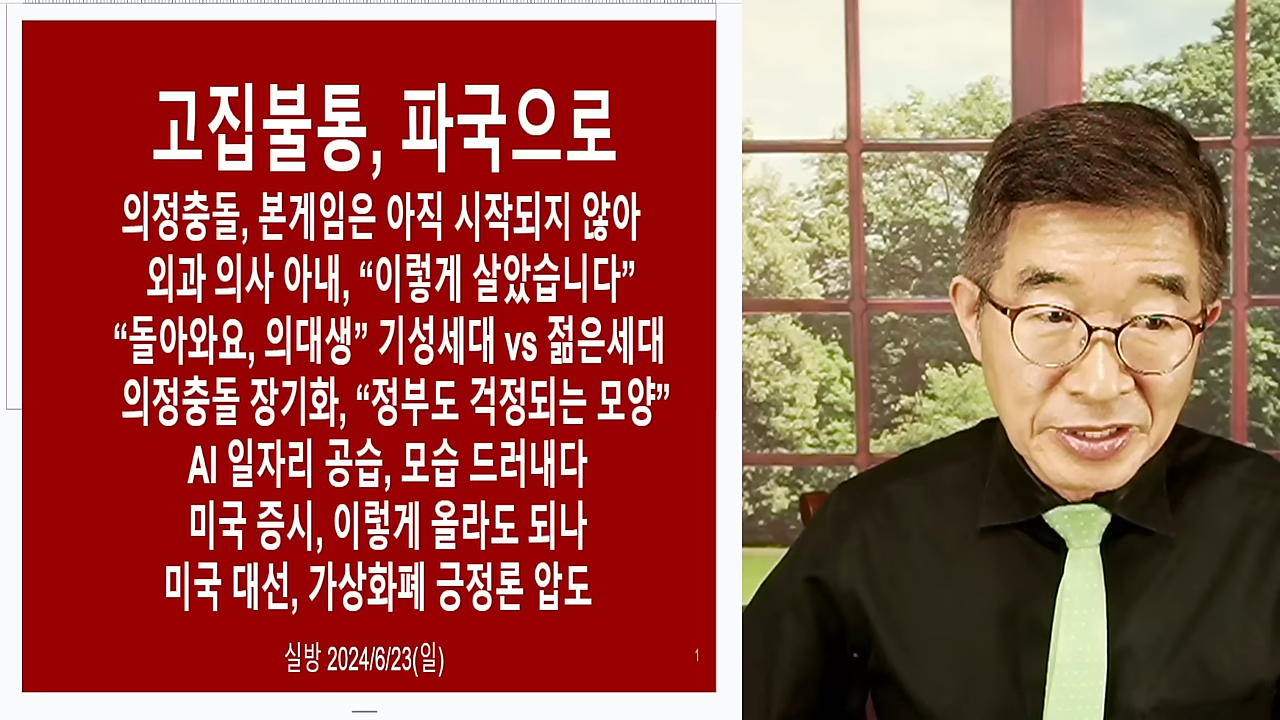 고집불통, 파국으로
의정충돌, 본게임은 아직 시작되지 않아
외과 의사 아내, “이렇게 살았습니다”
“돌아와요, 의대생” 기성세대 vs 젊은세대
의정충돌 장기화, “정부도 걱정되는 모양”
AI 일자리 공습, 모습 드러내다
미국 증시, 이렇게 올라도 되나
미국 대선, 가상화폐 긍정론 압도
실방 2024/6/23(일)
1